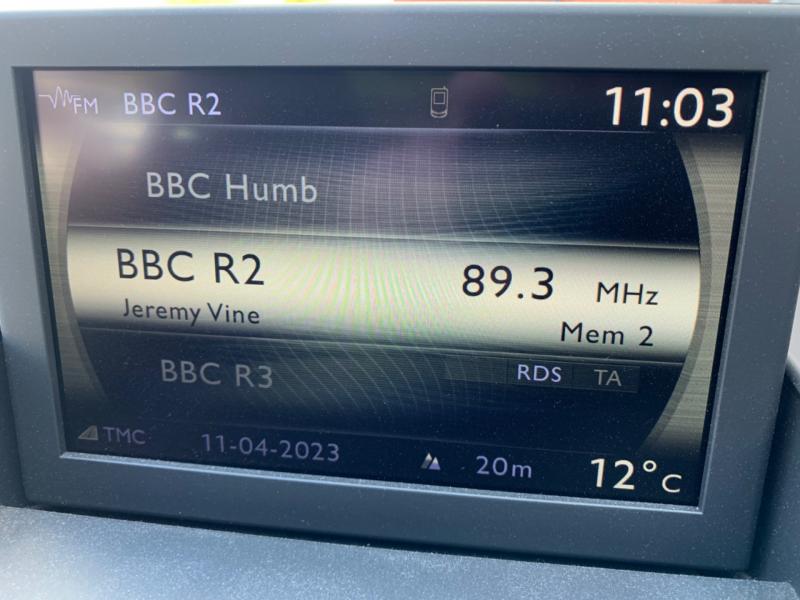 FM BBC R2 11:03
BBC Humb
BBC R2 89.3 MHz
Jeremy Vine Mem 2
BBC R3 RDS TA
TMC 11-04-2023 20m 12°C